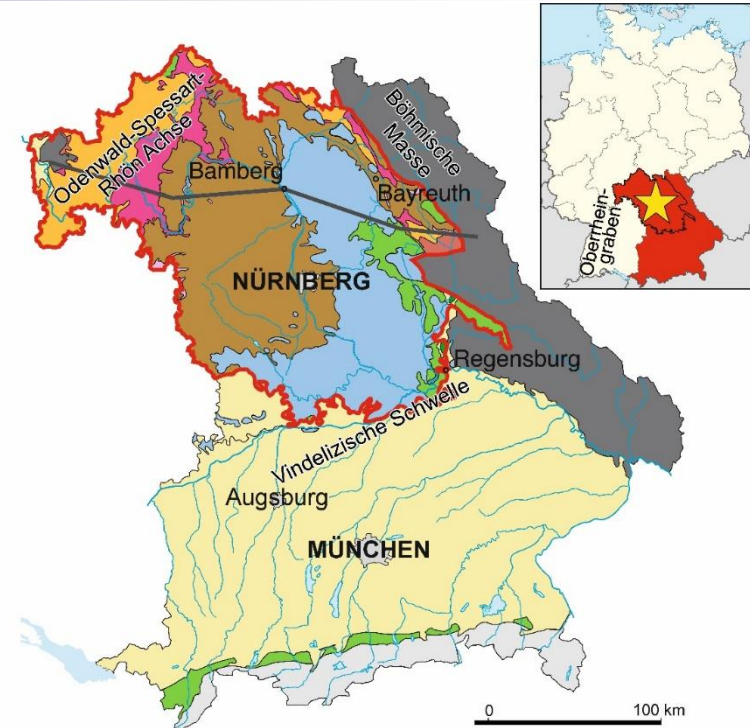 Odenwald-Spessart-
Rhön Achse
Böhmische
Masse
Bamberg
Bayreuth
NÜRNBERG
Regensburg
Vindelizische Schwelle
Augsburg
MÜNCHEN
Oberrhein-
graben
0 100 km